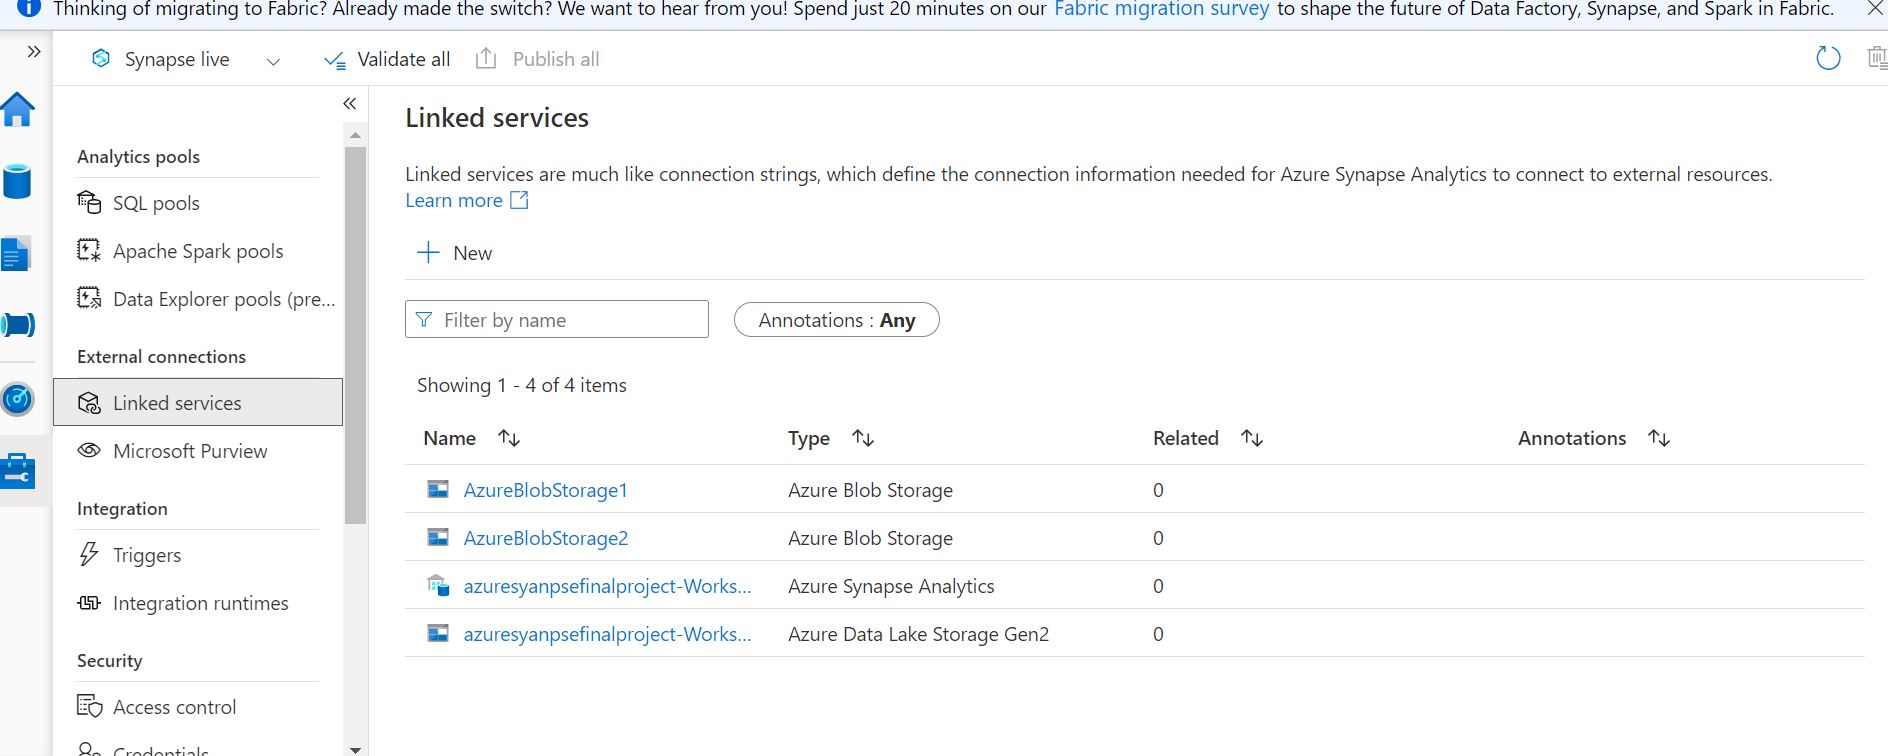 Thinking of migrating to Fabric? Already made the switch? We want to hear from you! Spend just 20 minutes on our Fabric migration survey to shape the future of Data Factory, Synapse, and Spark in Fabric.
Synapse live
Validate all
Publish all
Analytics pools
SQL pools
Apache Spark pools
Data Explorer pools (pre...
External connections
Linked services
Microsoft Purview
Integration
Triggers
Integration runtimes
Security
Access control
Credentials
Linked services
Linked services are much like connection strings, which define the connection information needed for Azure Synapse Analytics to connect to external resources.
Learn more
New
Filter by name
Annotations : Any
Showing 1 - 4 of 4 items
Name Type Related Annotations
AzureBlobStorage1 Azure Blob Storage 0
AzureBlobStorage2 Azure Blob Storage 0
azuresyanpsefinalproject-Works... Azure Synapse Analytics 0
azuresyanpsefinalproject-Works... Azure Data Lake Storage Gen2 0